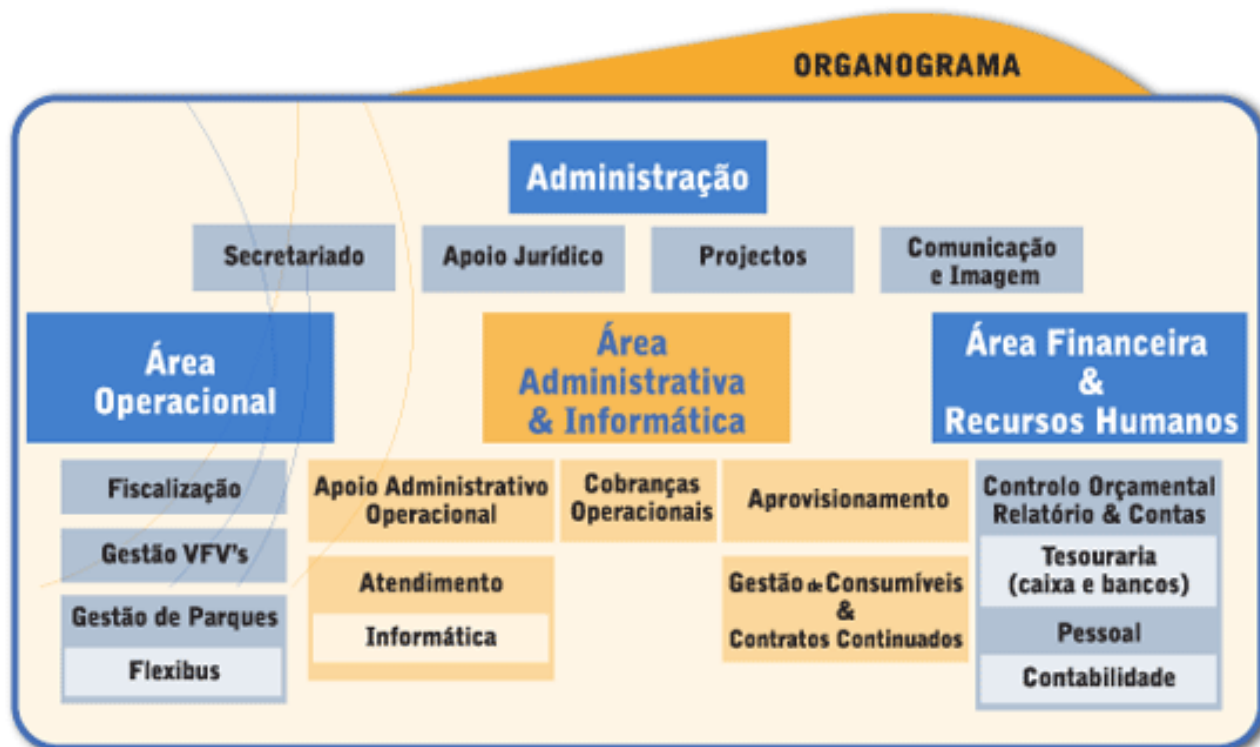 ORGANOGRAMA
Administração
Secretariado
Apoio Jurídico
Projectos
Comunicação
e Imagem
Área
Operacional
Área
Administrativa
& Informática
Área Financeira
&
Recursos Humanos
Fiscalização
Gestão VFV's
Gestão de Parques
Flexibus
Apoio Administrativo
Operacional
Atendimento
Informática
Cobranças
Operacionais
Aprovisionamento
Gestão de Consumíveis
&
Contratos Continuados
Controlo Orçamental
Relatório & Contas
Tesouraria
(caixa e bancos)
Pessoal
Contabilidade